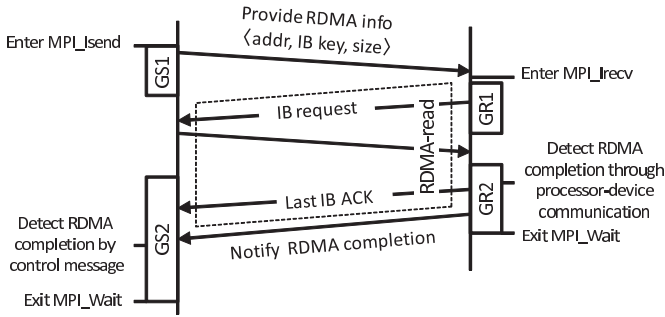 Provide RDMA info
〈addr, IB key, size〉
Enter MPI_Isend
GS1
Enter MPI_Irecv
GR1
IB request
RDMA-read
Detect RDMA
completion through
processor-device
communication
GR2
Last IB ACK
GS2
Detect RDMA
completion by
control message
Notify RDMA completion
Exit MPI_Wait
Exit MPI_Wait